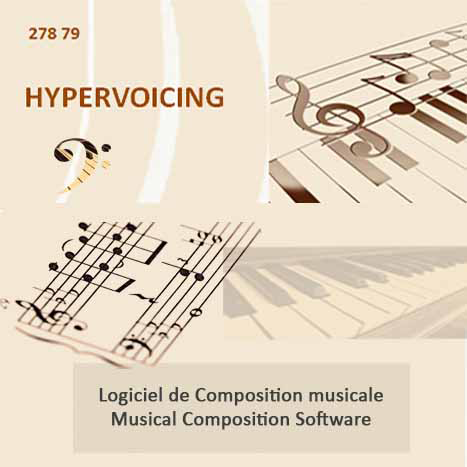 278 79
HYPERVOICING
Logiciel de Composition musicale
Musical Composition Software